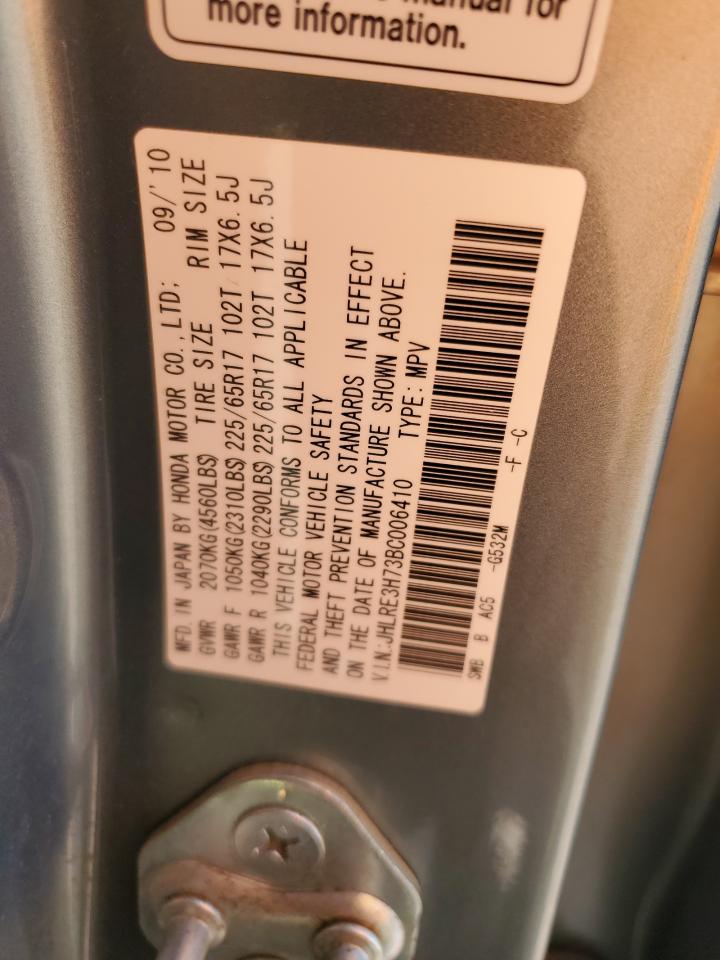 manual for
more information.
MFD. IN JAPAN BY HONDA MOTOR CO., LTD; 09/'10
GVWR 2070KG(4560LBS) TIRE SIZE RIM SIZE
GAWR F 1050KG(2310LBS) 225/65R17 102T 17X6.5J
GAWR R 1040KG(2290LBS) 225/65R17 102T 17X6.5J
THIS VEHICLE CONFORMS TO ALL APPLICABLE
FEDERAL MOTOR VEHICLE SAFETY
AND THEFT PREVENTION STANDARDS IN EFFECT
ON THE DATE OF MANUFACTURE SHOWN ABOVE.
V.I.N:JHLRE3H73BC006410 TYPE: MPV
SWB B AC5 -G532M -F -C